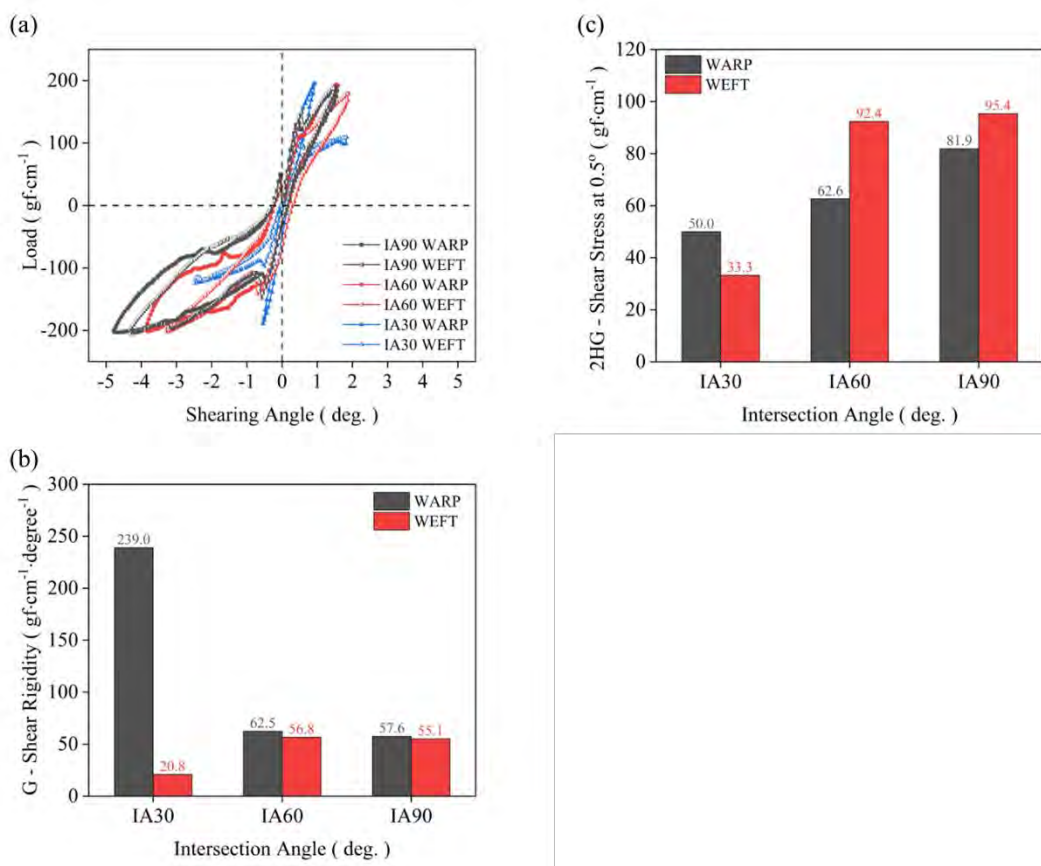 (a)
Load ( gf·cm⁻¹ )
200
100
0
-100
-200
IA90 WARP
IA90 WEFT
IA60 WARP
IA60 WEFT
IA30 WARP
IA30 WEFT
-5 -4 -3 -2 -1 0 1 2 3 4 5
Shearing Angle ( deg. )
(c)
2HG - Shear Stress at 0.5° ( gf·cm⁻¹ )
120
100
80
60
40
20
0
WARP
WEFT
50.0
33.3
62.6
92.4
81.9
95.4
IA30 IA60 IA90
Intersection Angle ( deg. )
(b)
G - Shear Rigidity ( gf·cm⁻¹·degree⁻¹ )
300
250
200
150
100
50
0
WARP
WEFT
239.0
20.8
62.5
56.8
57.6
55.1
IA30 IA60 IA90
Intersection Angle ( deg. )